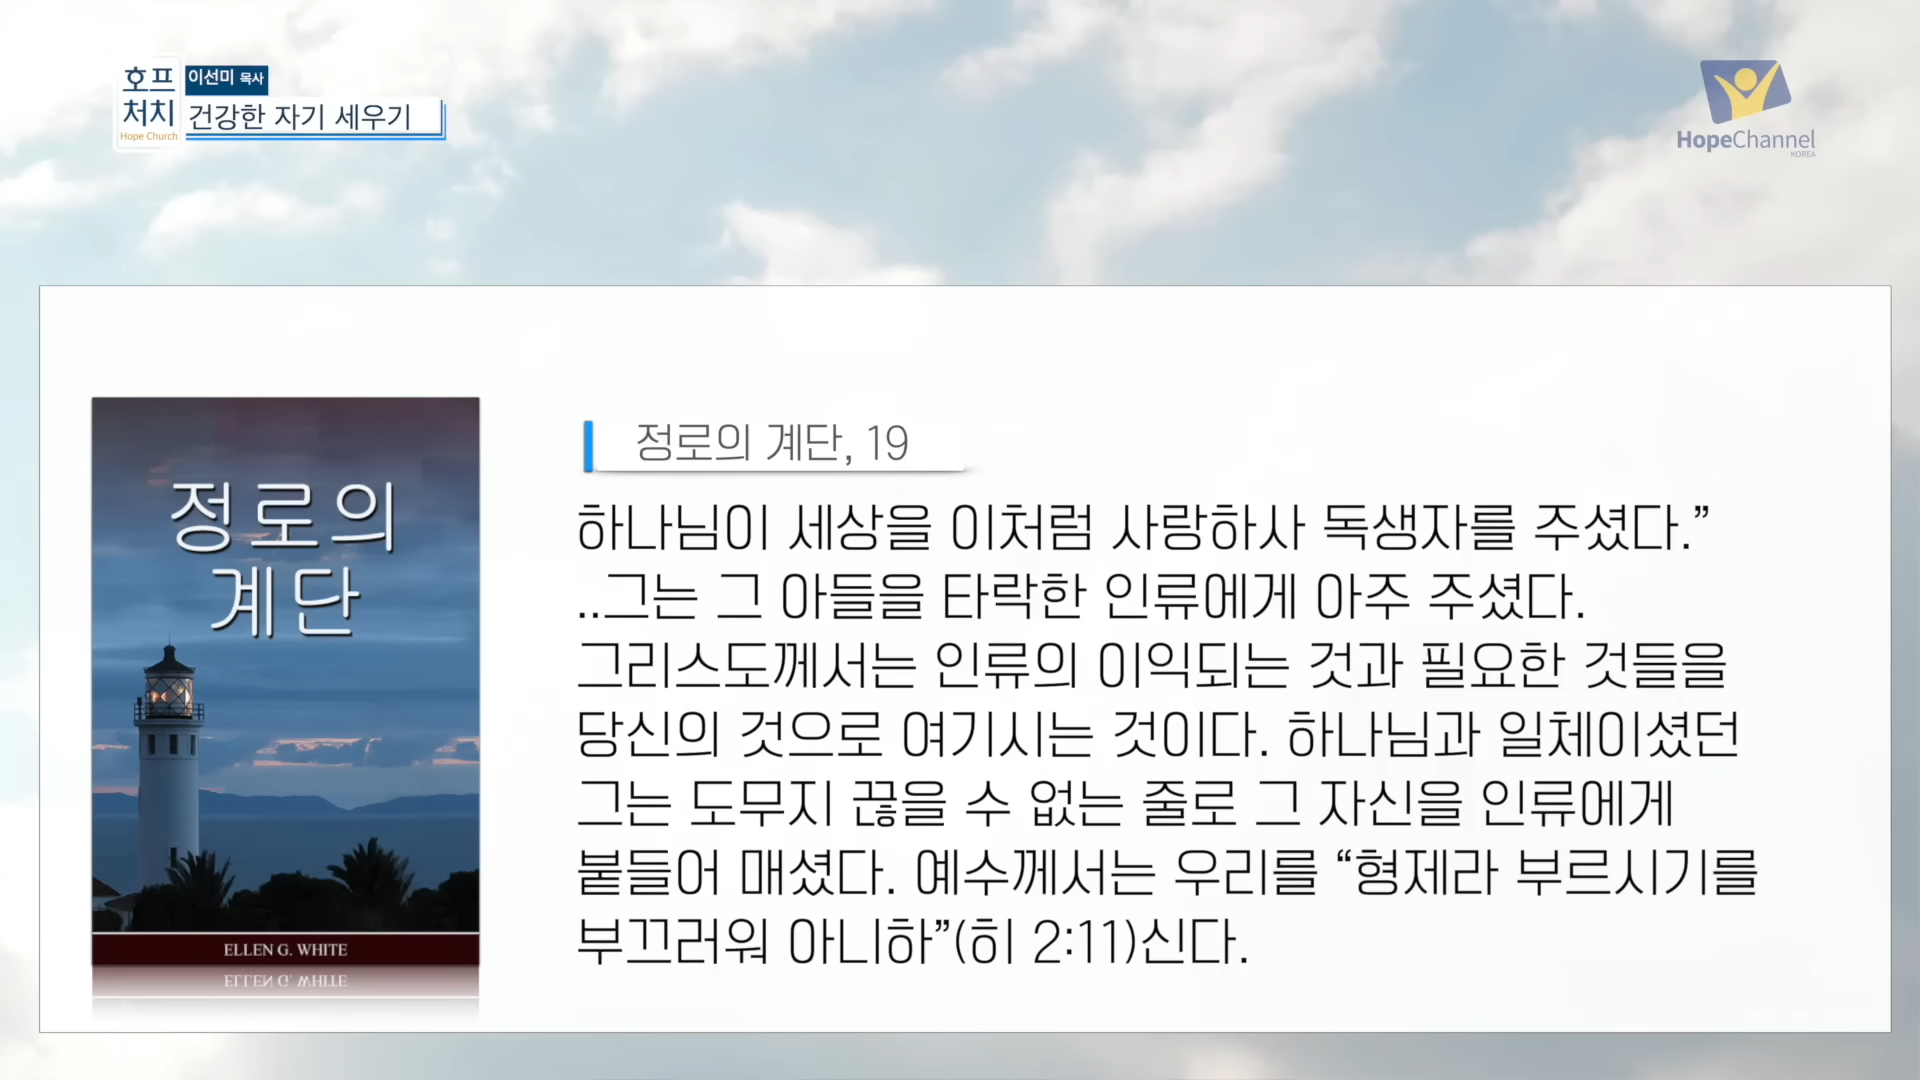 호프
처치
Hope Church
이선미 목사
건강한 자기 세우기
HopeChannel
KOREA
정로의
계단
ELLEN G. WHITE
정로의 계단, 19
하나님이 세상을 이처럼 사랑하사 독생자를 주셨다.”
..그는 그 아들을 타락한 인류에게 아주 주셨다.
그리스도께서는 인류의 이익되는 것과 필요한 것들을
당신의 것으로 여기시는 것이다. 하나님과 일체이셨던
그는 도무지 끊을 수 없는 줄로 그 자신을 인류에게
붙들어 매셨다. 예수께서는 우리를 “형제라 부르시기를
부끄러워 아니하”(히 2:11)신다.